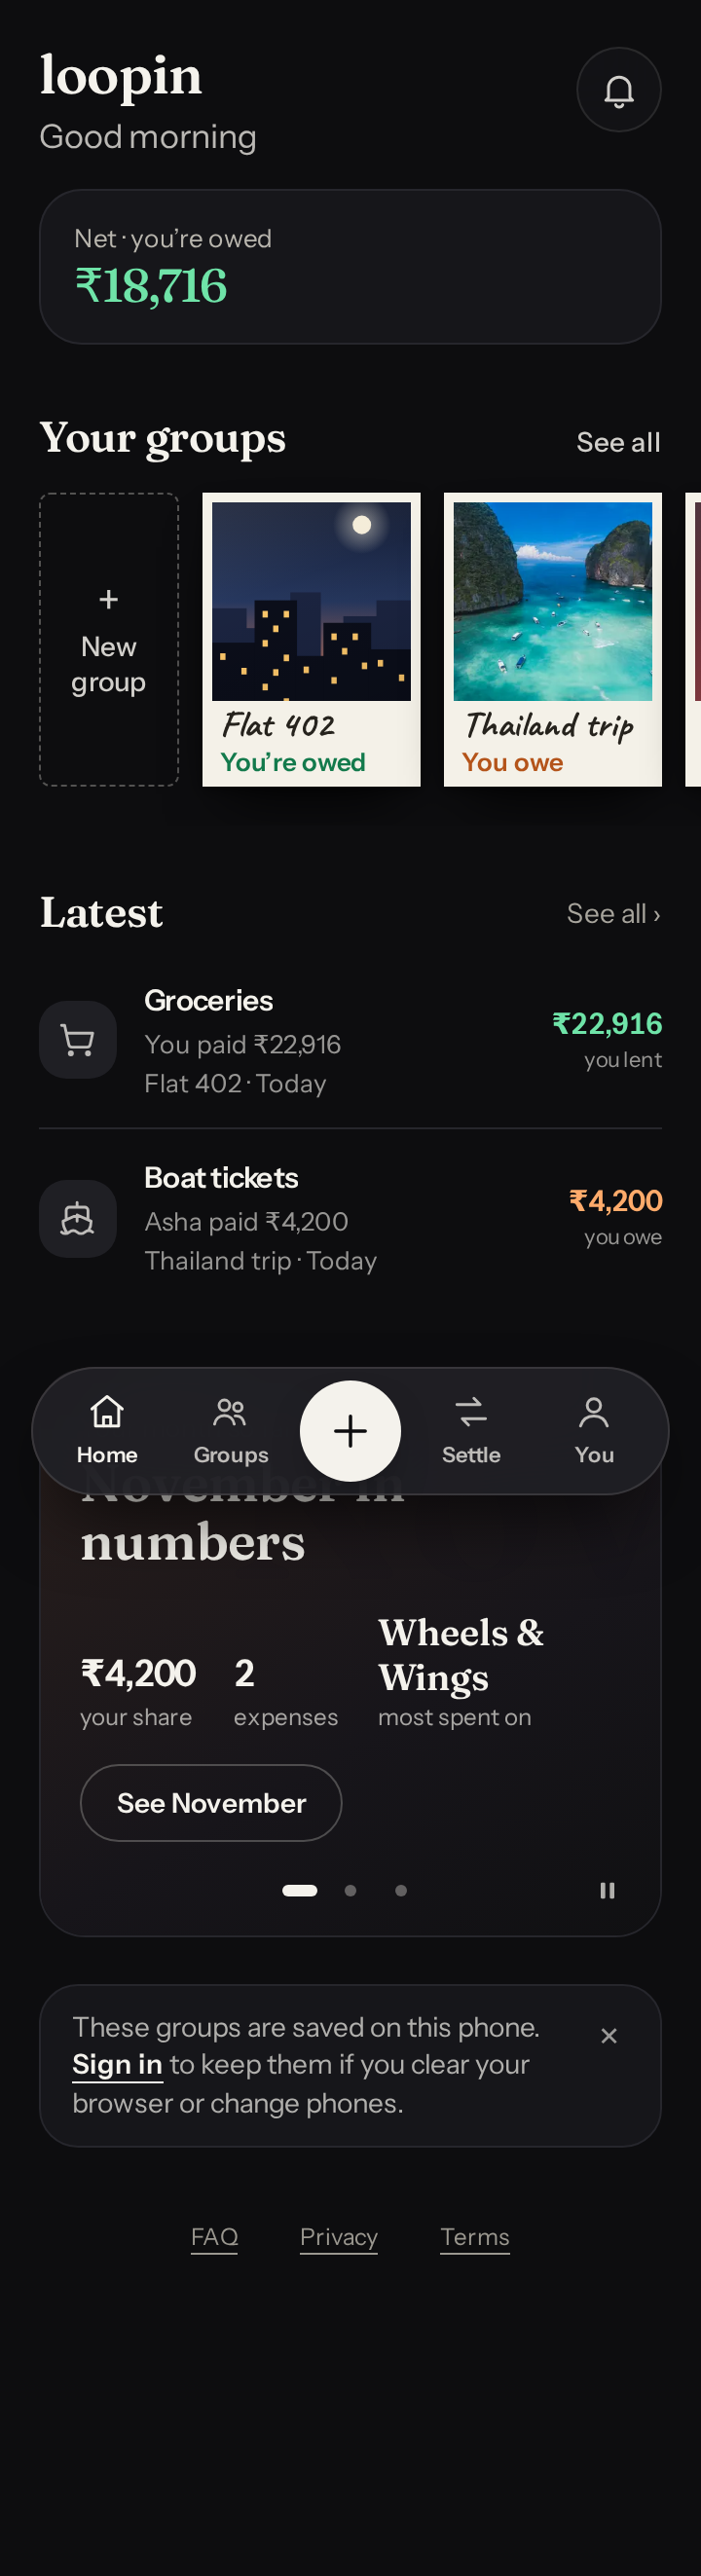 loopin
Good morning
Net · you’re owed
₹18,716
Your groups
See all
+
New
group
Flat 402
You’re owed
Thailand trip
You owe
Latest
See all ›
Groceries
You paid ₹22,916
Flat 402 · Today
₹22,916
you lent
Boat tickets
Asha paid ₹4,200
Thailand trip · Today
₹4,200
you owe
Home
Groups
Settle
You
November in
numbers
₹4,200
your share
2
expenses
Wheels &
Wings
most spent on
See November
These groups are saved on this phone.
Sign in to keep them if you clear your
browser or change phones.
FAQ
Privacy
Terms